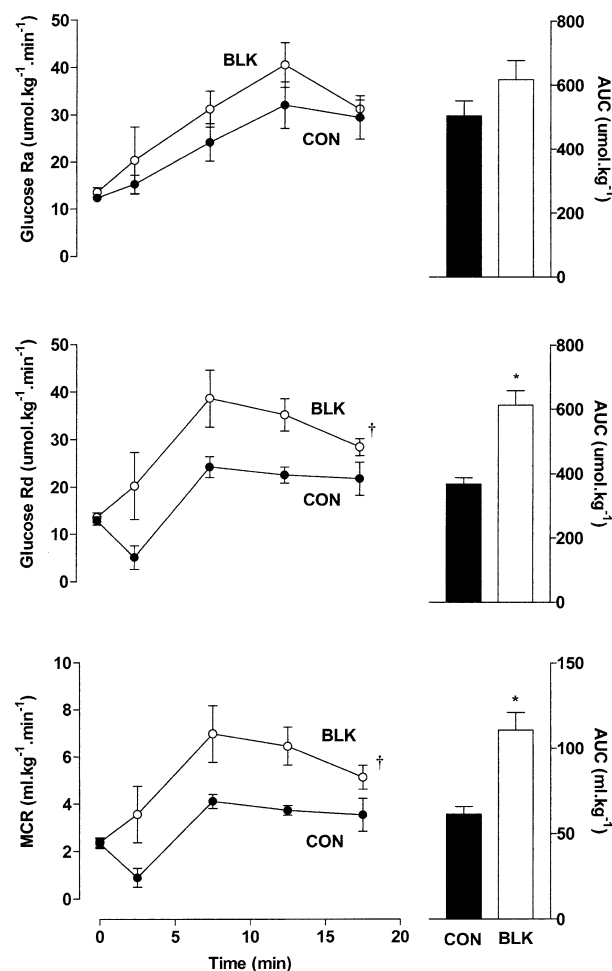 Glucose Ra (umol.kg⁻¹.min⁻¹)
50
40
30
20
10
0
BLK
CON
800
600
400
200
0
AUC (umol.kg⁻¹)
Glucose Rd (umol.kg⁻¹.min⁻¹)
50
40
30
20
10
0
BLK
†
CON
*
800
600
400
200
0
AUC (umol.kg⁻¹)
MCR (ml.kg⁻¹.min⁻¹)
10
8
6
4
2
0
BLK
†
CON
*
150
100
50
0
AUC (ml.kg⁻¹)
0 5 10 15 20
Time (min)
CON BLK